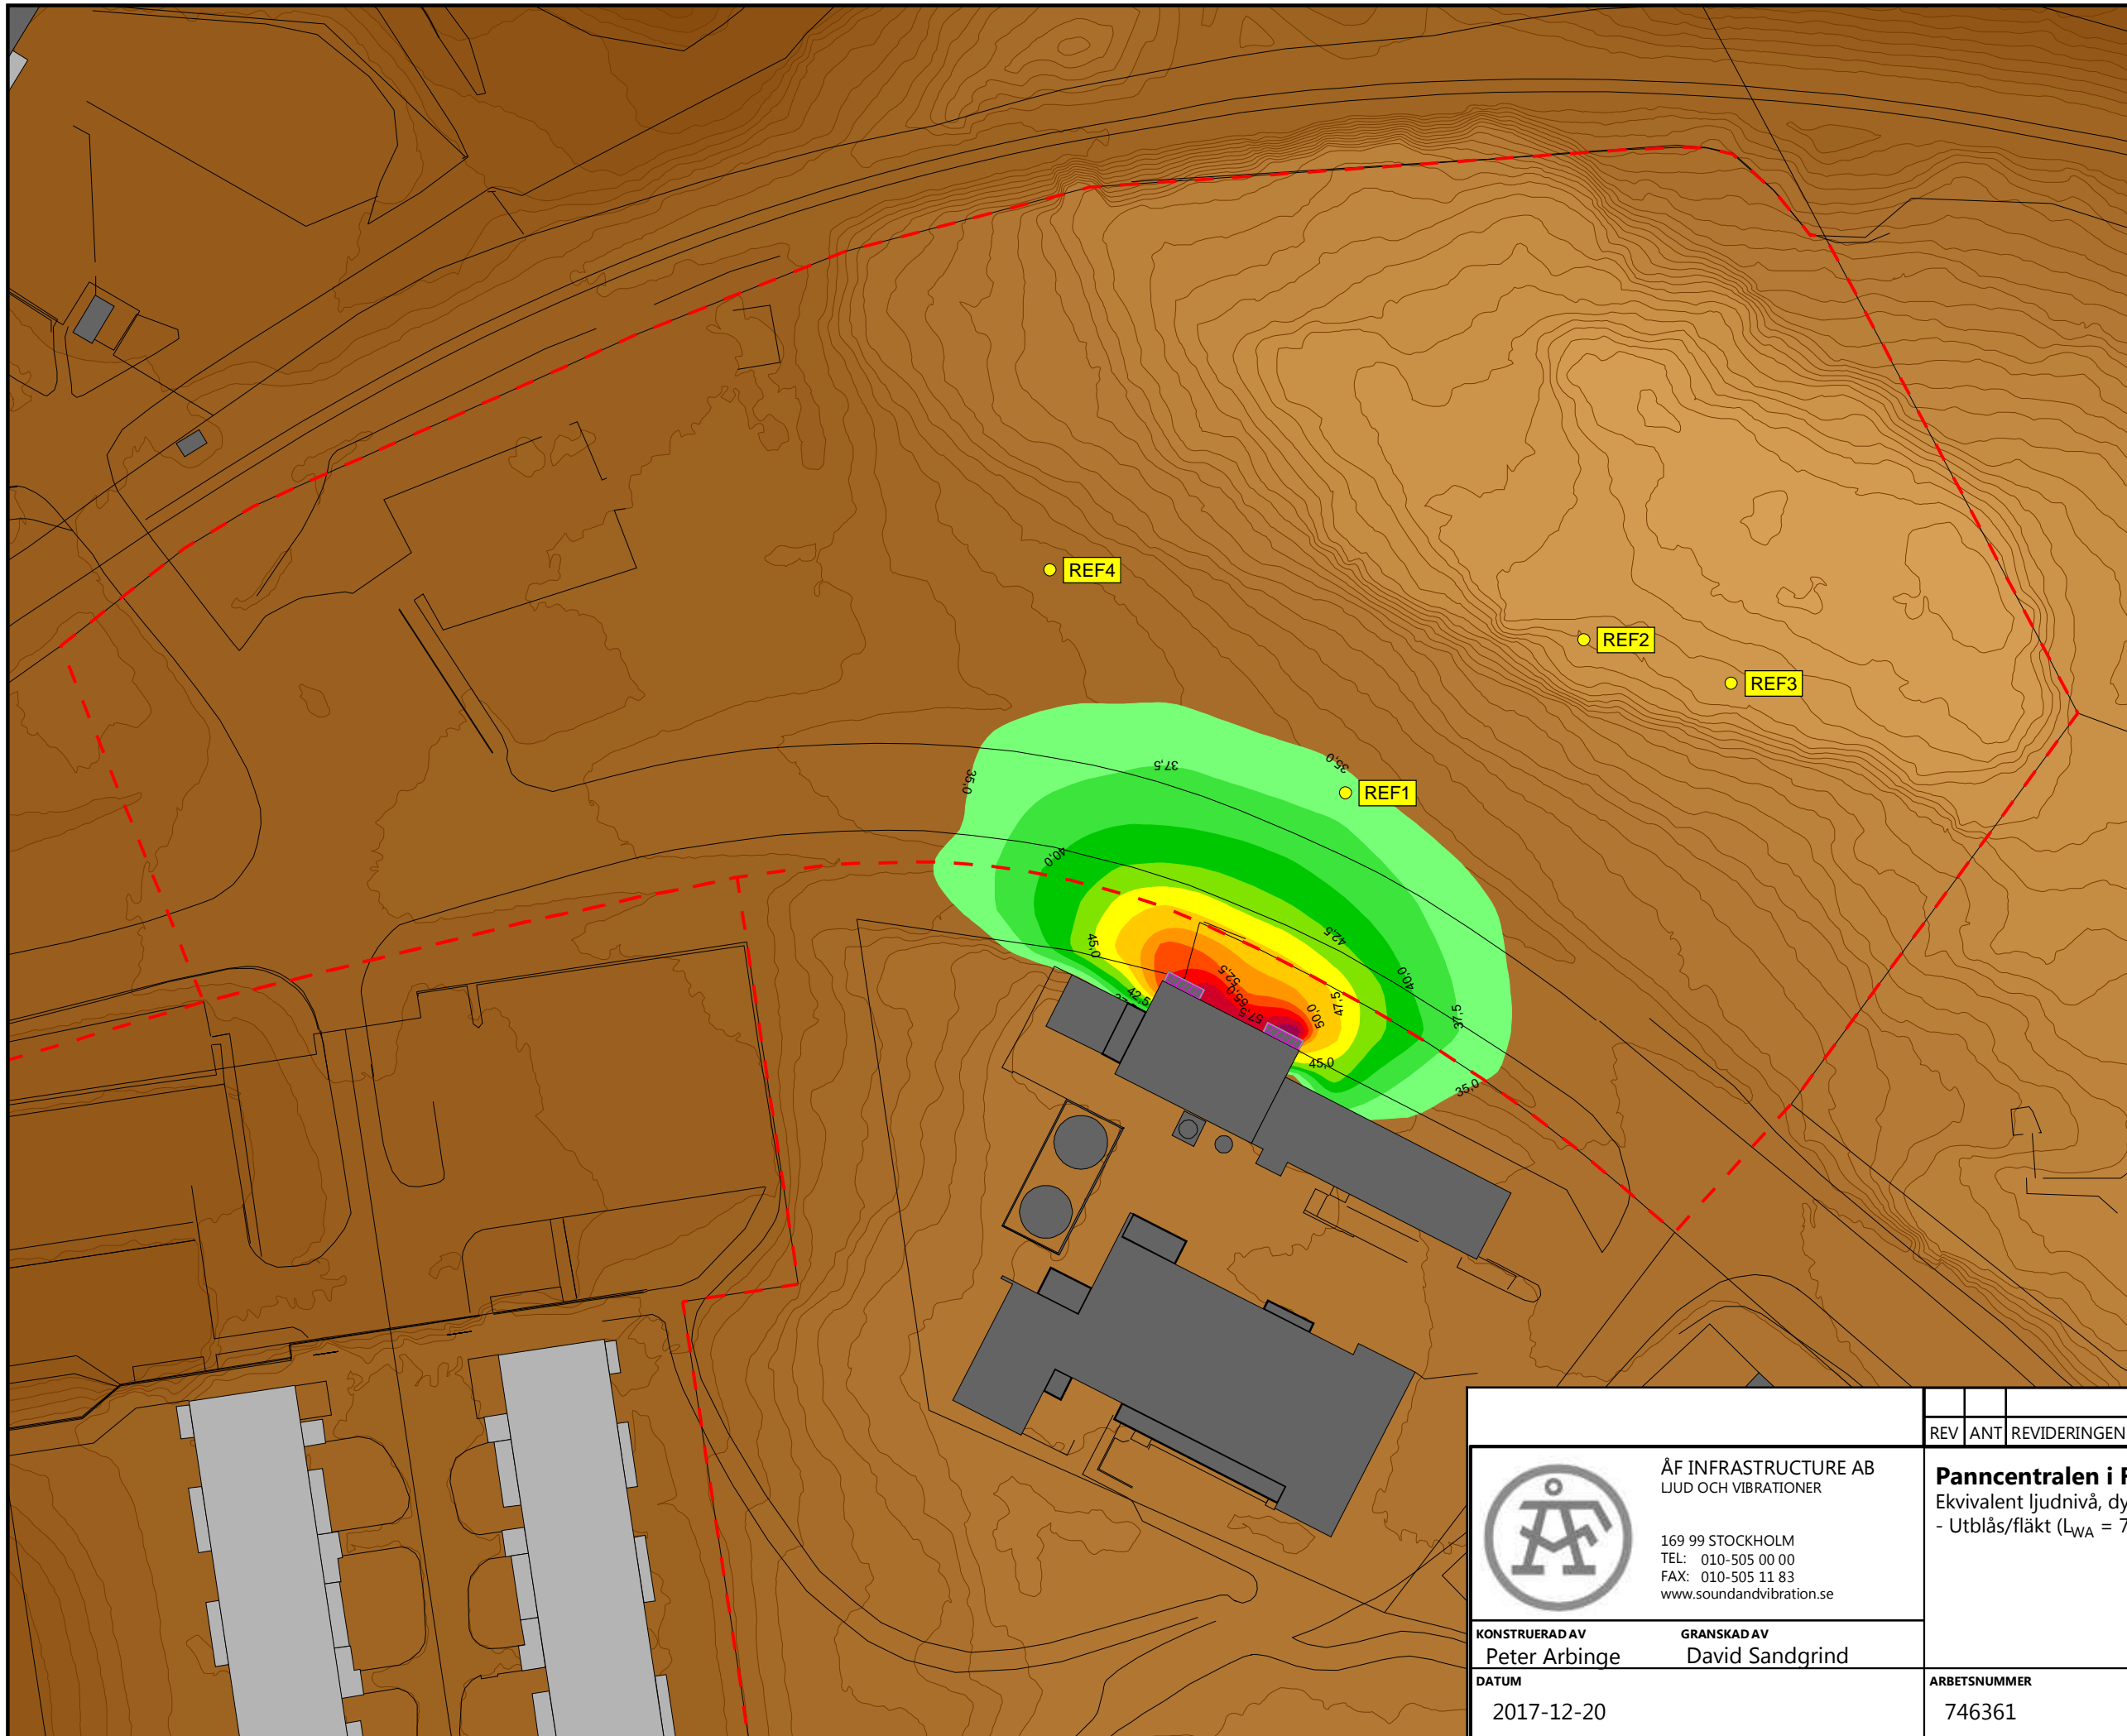 REF4
REF2
REF3
REF1
35,0
37,5
35,0
40,0
45,0
42,5
42,5
40,0
37,5
52,5
55,0
57,5
50,0
47,5
45,0
35,0
REV ANT REVIDERINGEN
ÅF INFRASTRUCTURE AB
LJUD OCH VIBRATIONER
169 99 STOCKHOLM
TEL: 010-505 00 00
FAX: 010-505 11 83
www.soundandvibration.se
Panncentralen i
Ekvivalent ljudnivå, dy
- Utblås/fläkt (LWA = 7
KONSTRUERAD AV GRANSKAD AV
Peter Arbinge David Sandgrind
DATUM
2017-12-20
ARBETSNUMMER
746361